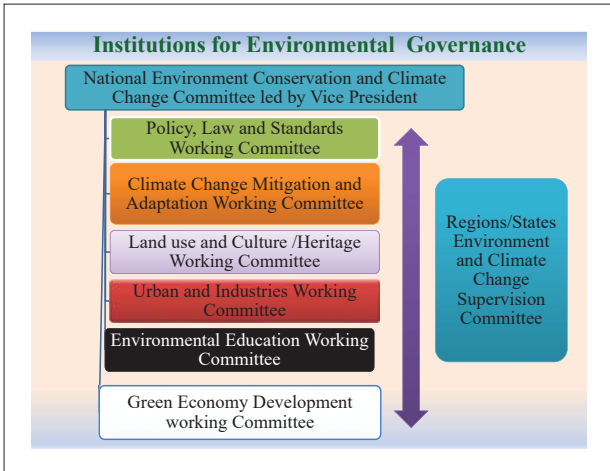 Institutions for Environmental Governance
National Environment Conservation and Climate
Change Committee led by Vice President
Policy, Law and Standards
Working Committee
Climate Change Mitigation and
Adaptation Working Committee
Land use and Culture /Heritage
Working Committee
Urban and Industries Working
Committee
Environmental Education Working
Committee
Green Economy Development
working Committee
Regions/States
Environment
and Climate
Change
Supervision
Committee